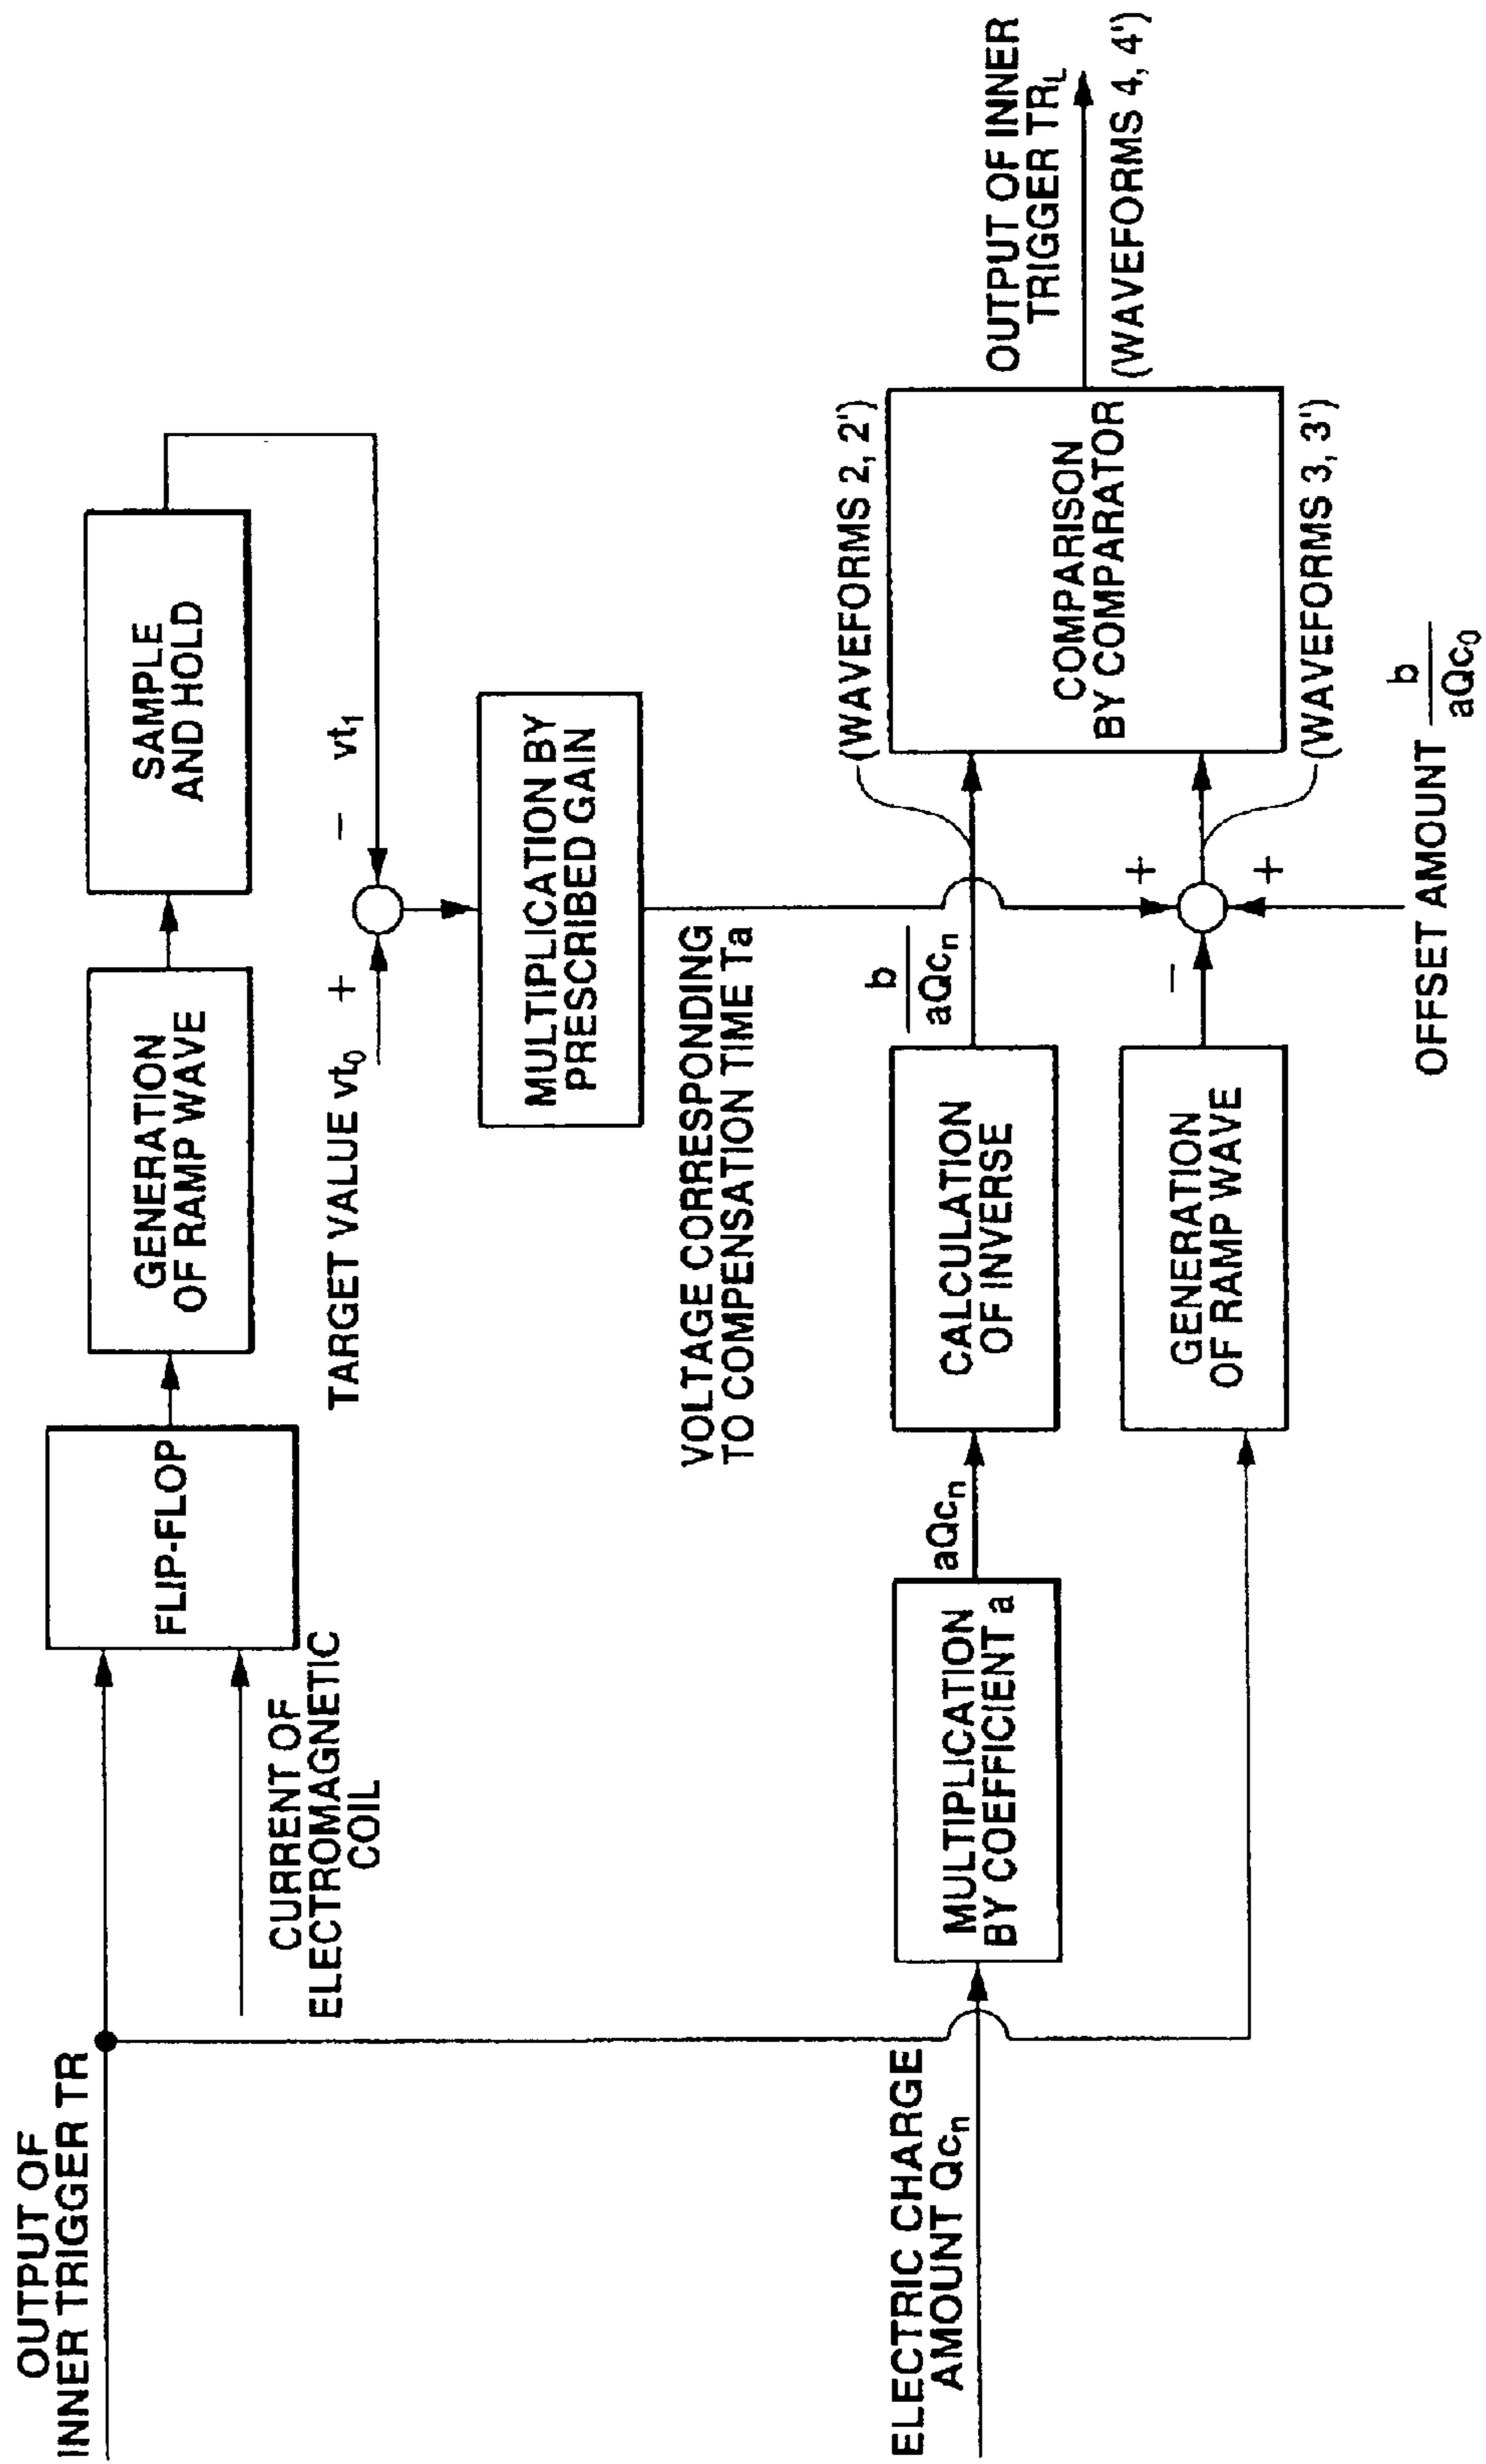 OUTPUT OF
INNER TRIGGER TR
CURRENT OF
ELECTROMAGNETIC
COIL
FLIP-FLOP
GENERATION
OF RAMP WAVE
SAMPLE
AND HOLD
TARGET VALUE vt₀ +
− vt₁
MULTIPLICATION BY
PRESCRIBED GAIN
VOLTAGE CORRESPONDING
TO COMPENSATION TIME Ta
ELECTRIC CHARGE
AMOUNT Qcₙ
MULTIPLICATION
BY COEFFICIENT a
aQcₙ
CALCULATION
OF INVERSE
b
aQcₙ
(WAVEFORMS 2, 2')
GENERATION
OF RAMP WAVE
−
+
+
OFFSET AMOUNT b
aQc₀
(WAVEFORMS 3, 3')
COMPARISON
BY COMPARATOR
OUTPUT OF INNER
TRIGGER TR_L
(WAVEFORMS 4, 4')